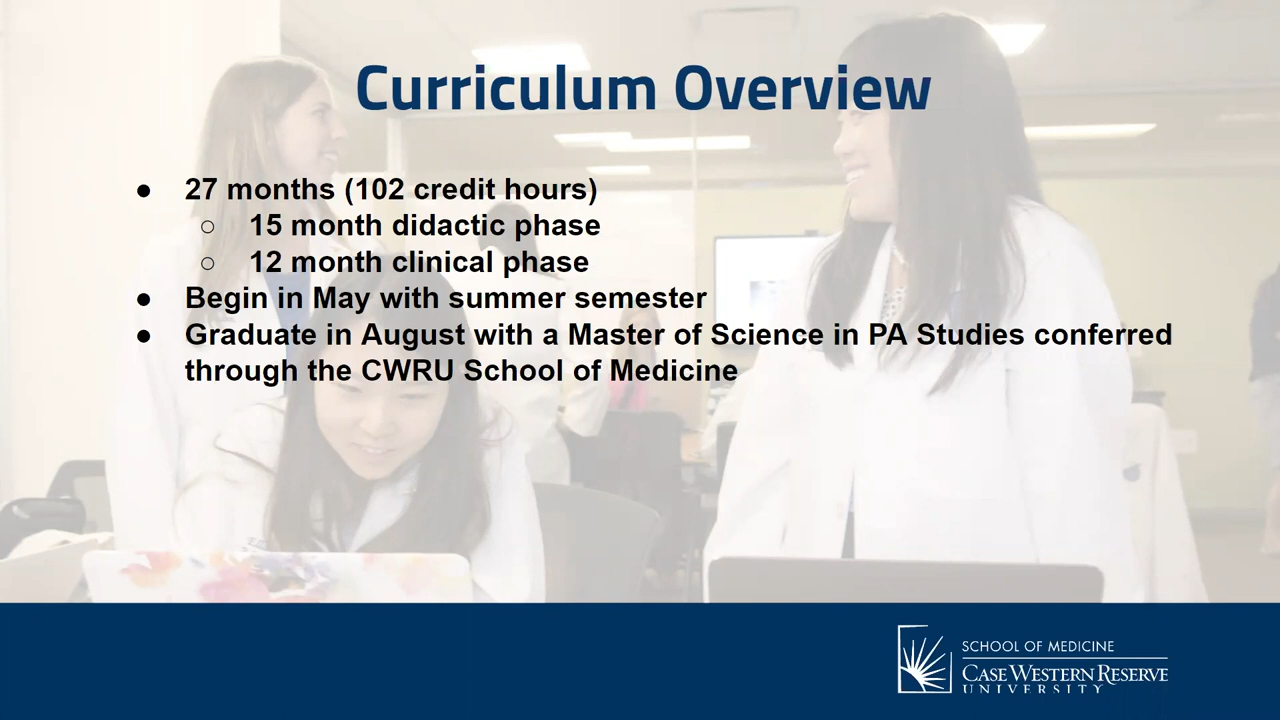 Curriculum Overview
● 27 months (102 credit hours)
○ 15 month didactic phase
○ 12 month clinical phase
● Begin in May with summer semester
● Graduate in August with a Master of Science in PA Studies conferred
through the CWRU School of Medicine
SCHOOL OF MEDICINE
CASE WESTERN RESERVE
UNIVERSITY